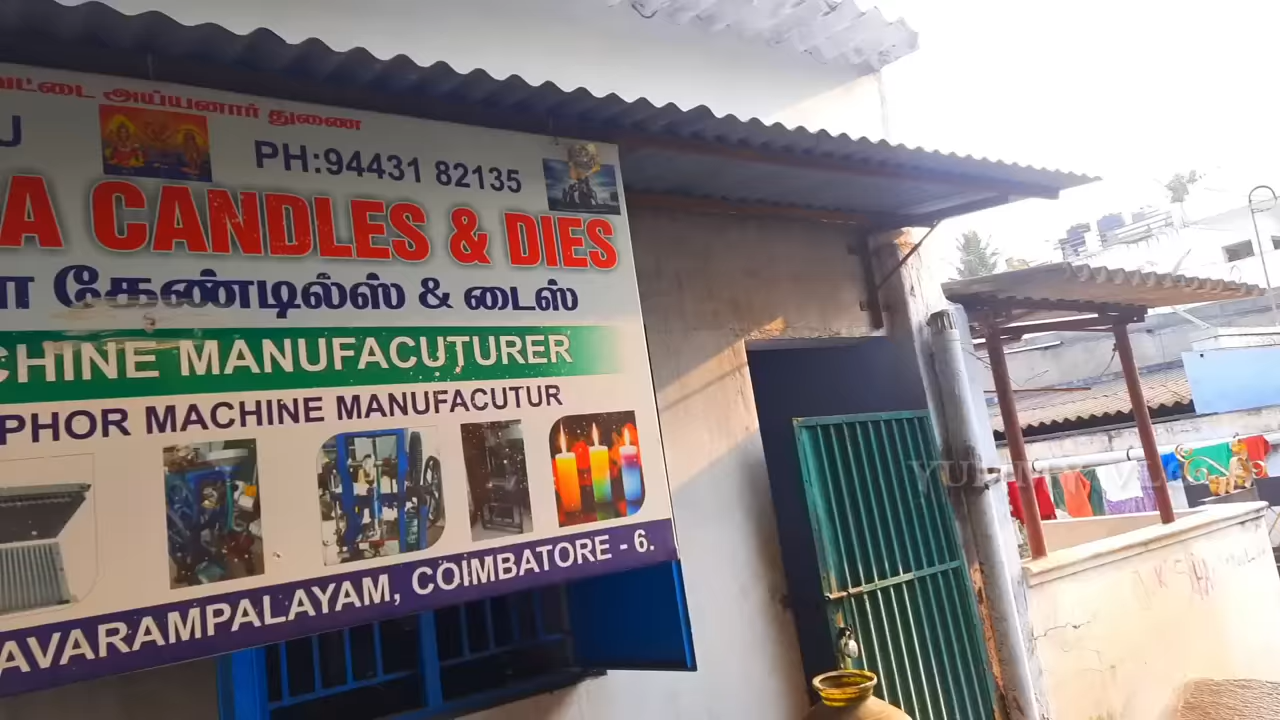 அய்யனார் துணை
PH:94431 82135
A CANDLES & DIES
கேண்டில்ஸ் & டைஸ்
CHINE MANUFACUTURER
PHOR MACHINE MANUFACUTUR
AVARAMPALAYAM, COIMBATORE - 6.